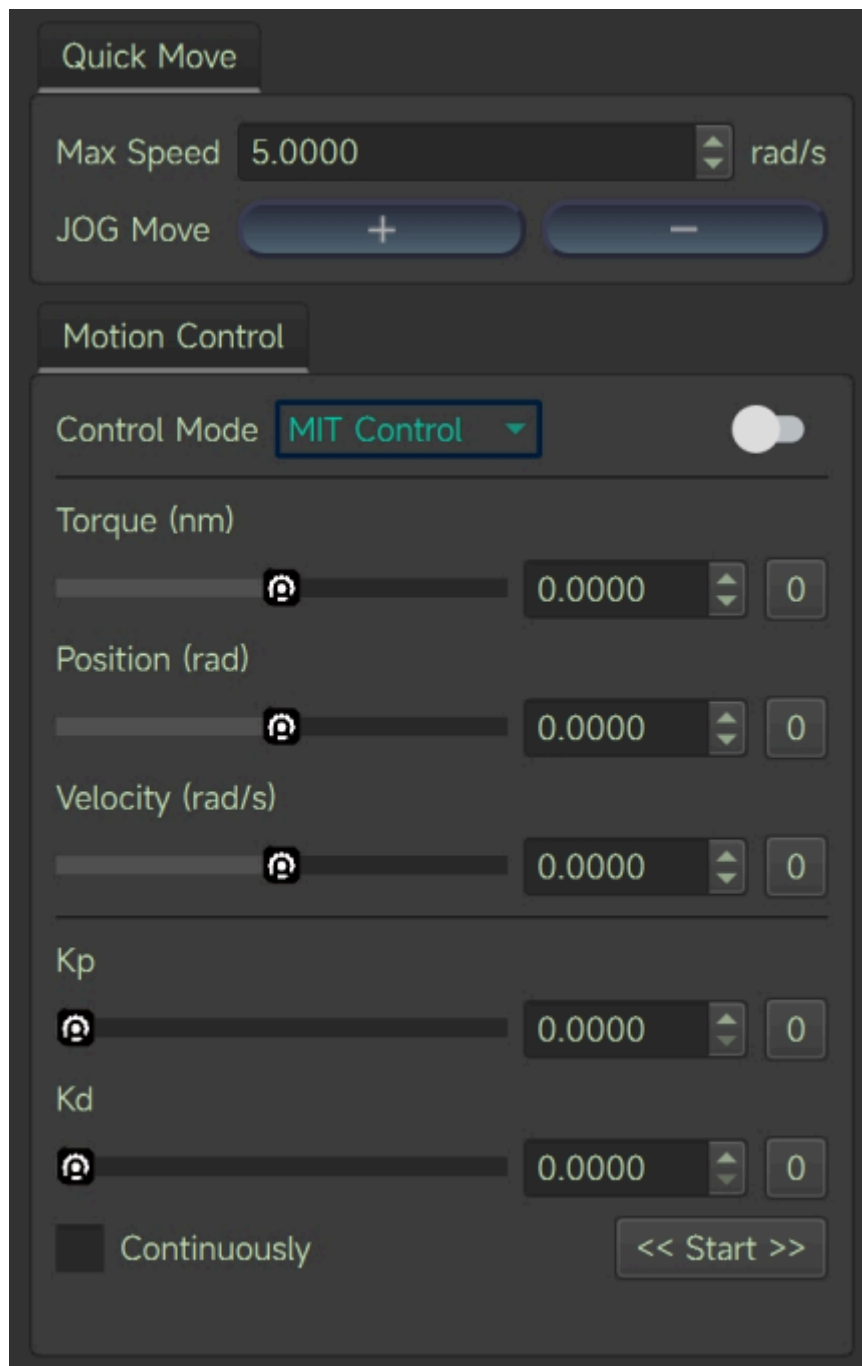 Quick Move
Max Speed 5.0000 rad/s
JOG Move + −
Motion Control
Control Mode MIT Control
Torque (nm)
0.0000 0
Position (rad)
0.0000 0
Velocity (rad/s)
0.0000 0
Kp
0.0000 0
Kd
0.0000 0
Continuously << Start >>